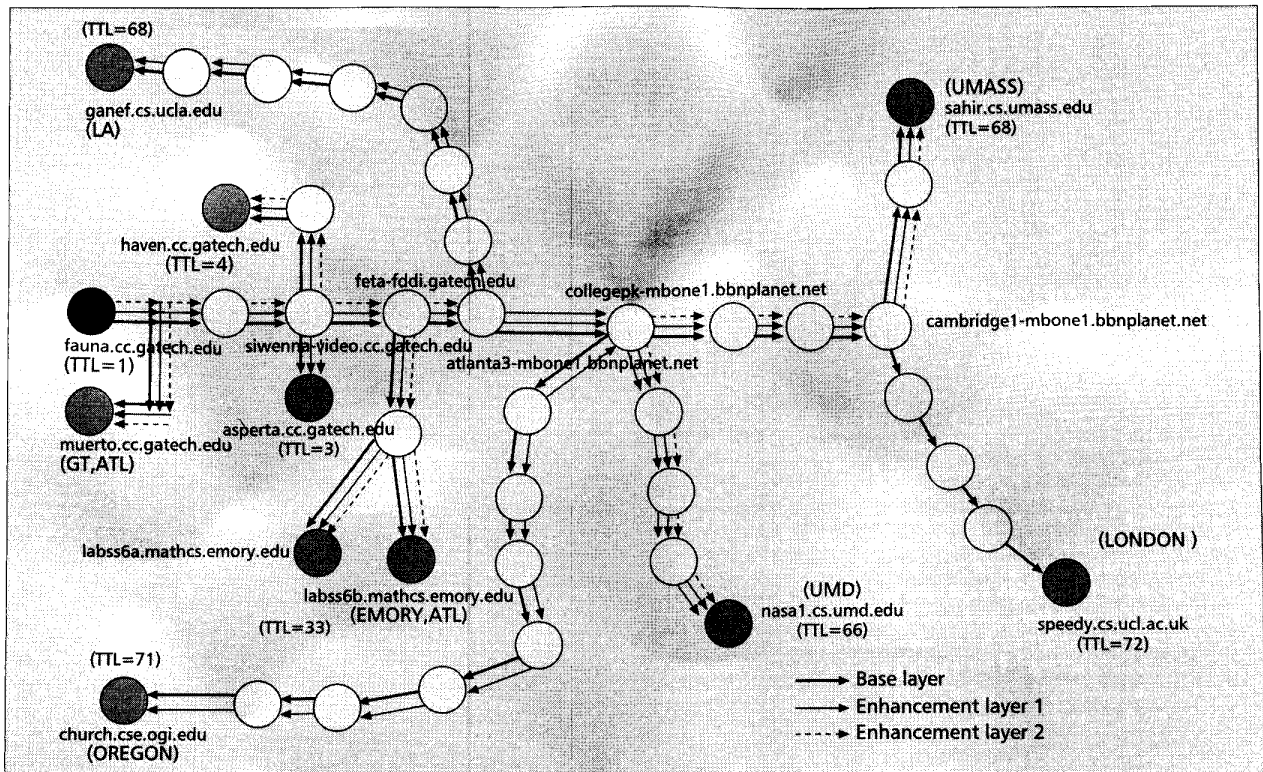 (TTL=68)
ganef.cs.ucla.edu
(LA)
(UMASS)
sahir.cs.umass.edu
(TTL=68)
haven.cc.gatech.edu
(TTL=4)
feta-fddi.gatech.edu
collegepk-mbone1.bbnplanet.net
fauna.cc.gatech.edu
(TTL=1)
siwenna-video.cc.gatech.edu
atlanta3-mbone1.bbnplanet.net
cambridge1-mbone1.bbnplanet.net
muerto.cc.gatech.edu
(GT,ATL)
asperta.cc.gatech.edu
(TTL=3)
labss6a.mathcs.emory.edu
labss6b.mathcs.emory.edu
(EMORY,ATL)
(TTL=33)
(UMD)
nasa1.cs.umd.edu
(TTL=66)
(LONDON )
speedy.cs.ucl.ac.uk
(TTL=72)
(TTL=71)
church.cse.ogi.edu
(OREGON)
Base layer
Enhancement layer 1
Enhancement layer 2